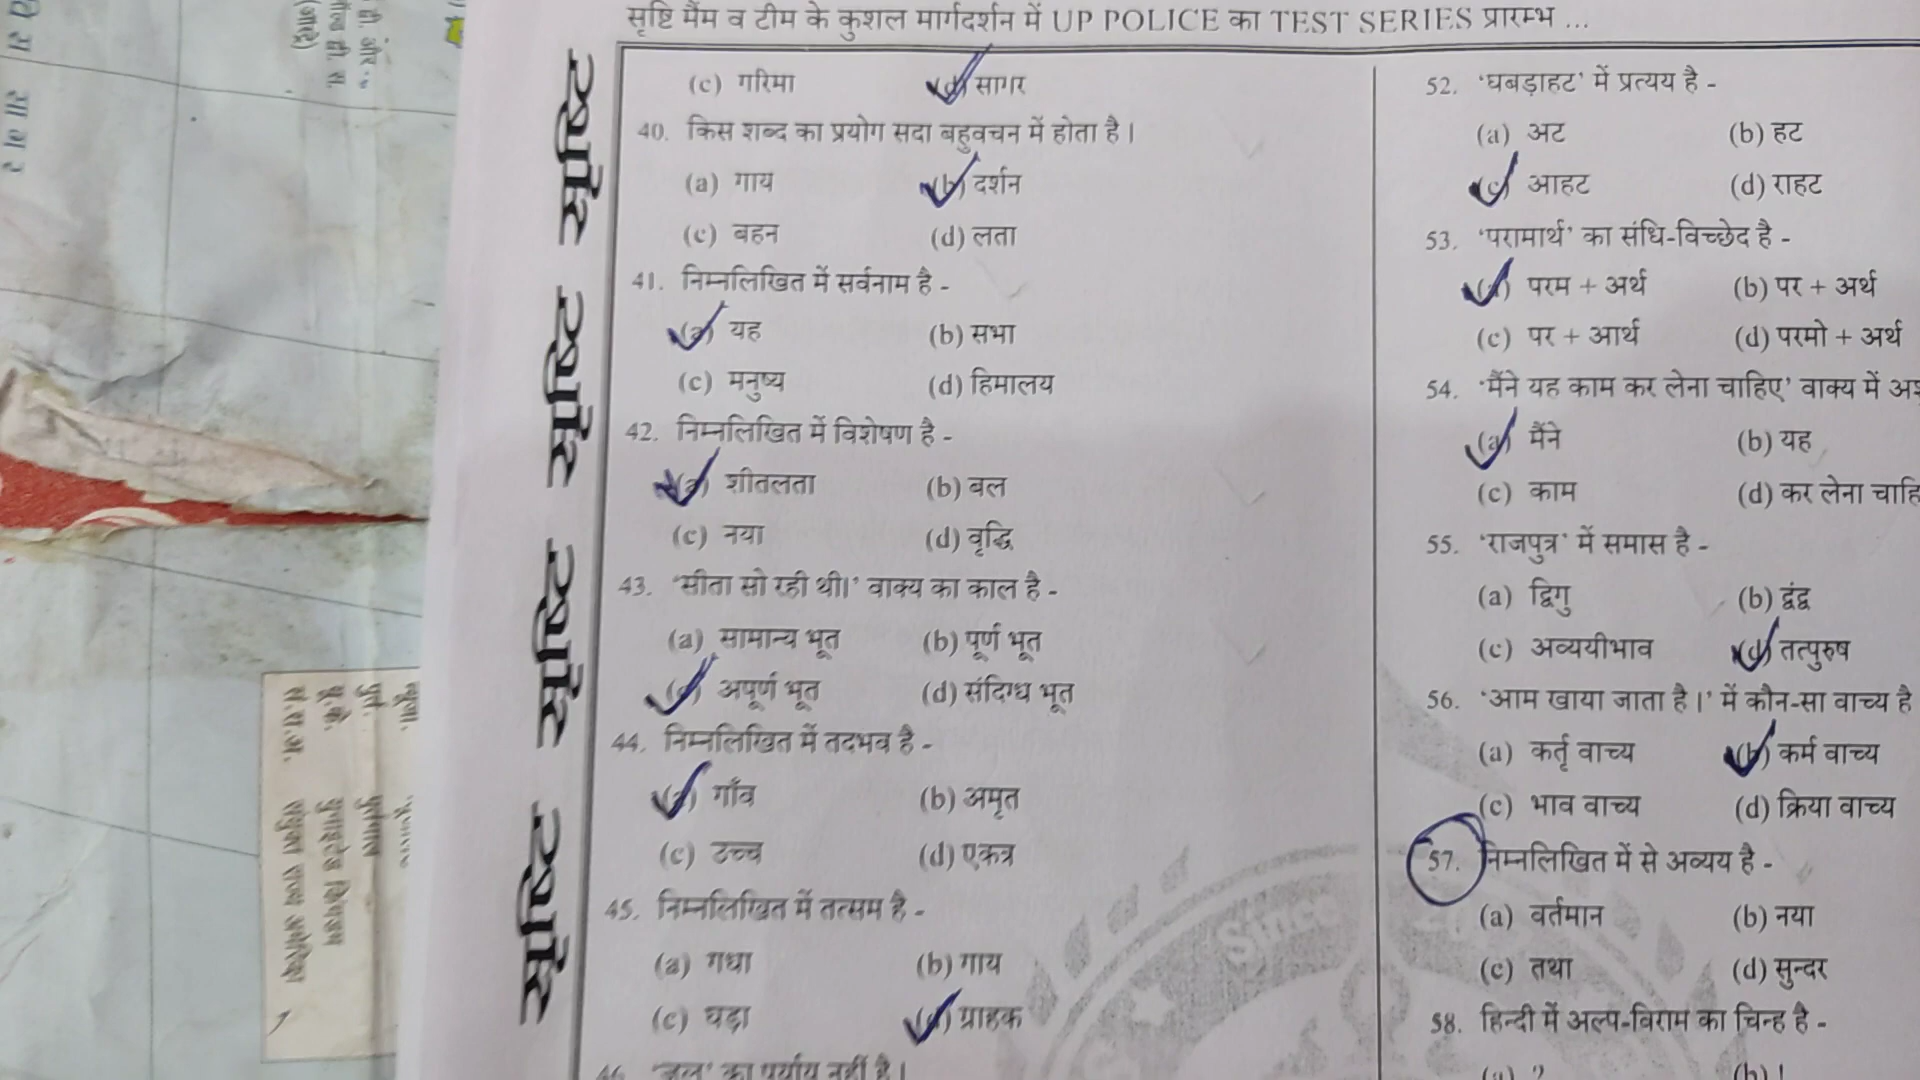 सृष्टि मैम व टीम के कुशल मार्गदर्शन में UP POLICE का TEST SERIES प्रारम्भ ...
(c) गरिमा (d) सागर
40. किस शब्द का प्रयोग सदा बहुवचन में होता है।
(a) गाय (b) दर्शन
(c) बहन (d) लता
41. निम्नलिखित में सर्वनाम है -
(a) यह (b) सभा
(c) मनुष्य (d) हिमालय
42. निम्नलिखित में विशेषण है -
(a) शीतलता (b) बल
(c) नया (d) वृद्धि
43. 'सीता सो रही थी।' वाक्य का काल है -
(a) सामान्य भूत (b) पूर्ण भूत
(c) अपूर्ण भूत (d) संदिग्ध भूत
44. निम्नलिखित में तदभव है -
(a) गाँव (b) अमृत
(c) उच्च (d) एकत्र
45. निम्नलिखित में तत्सम है -
(a) गधा (b) गाय
(c) घड़ा (d) ग्राहक
46. 'जल' का पर्याय नहीं है।
52. 'घबड़ाहट' में प्रत्यय है -
(a) अट (b) हट
(c) आहट (d) राहट
53. 'परामार्थ' का संधि-विच्छेद है -
(a) परम + अर्थ (b) पर + अर्थ
(c) पर + आर्थ (d) परमो + अर्थ
54. 'मैंने यह काम कर लेना चाहिए' वाक्य में
(a) मैंने (b) यह
(c) काम (d) कर लेना
55. 'राजपुत्र' में समास है -
(a) द्विगु (b) द्वंद्व
(c) अव्ययीभाव (d) तत्पुरुष
56. 'आम खाया जाता है।' में कौन-सा वाच्य है
(a) कर्तृ वाच्य (b) कर्म वाच्य
(c) भाव वाच्य (d) क्रिया वाच्य
57. निम्नलिखित में से अव्यय है -
(a) वर्तमान (b) नया
(c) तथा (d) सुन्दर
58. हिन्दी में अल्प-विराम का चिन्ह है -
(a) ? (b) !
Since